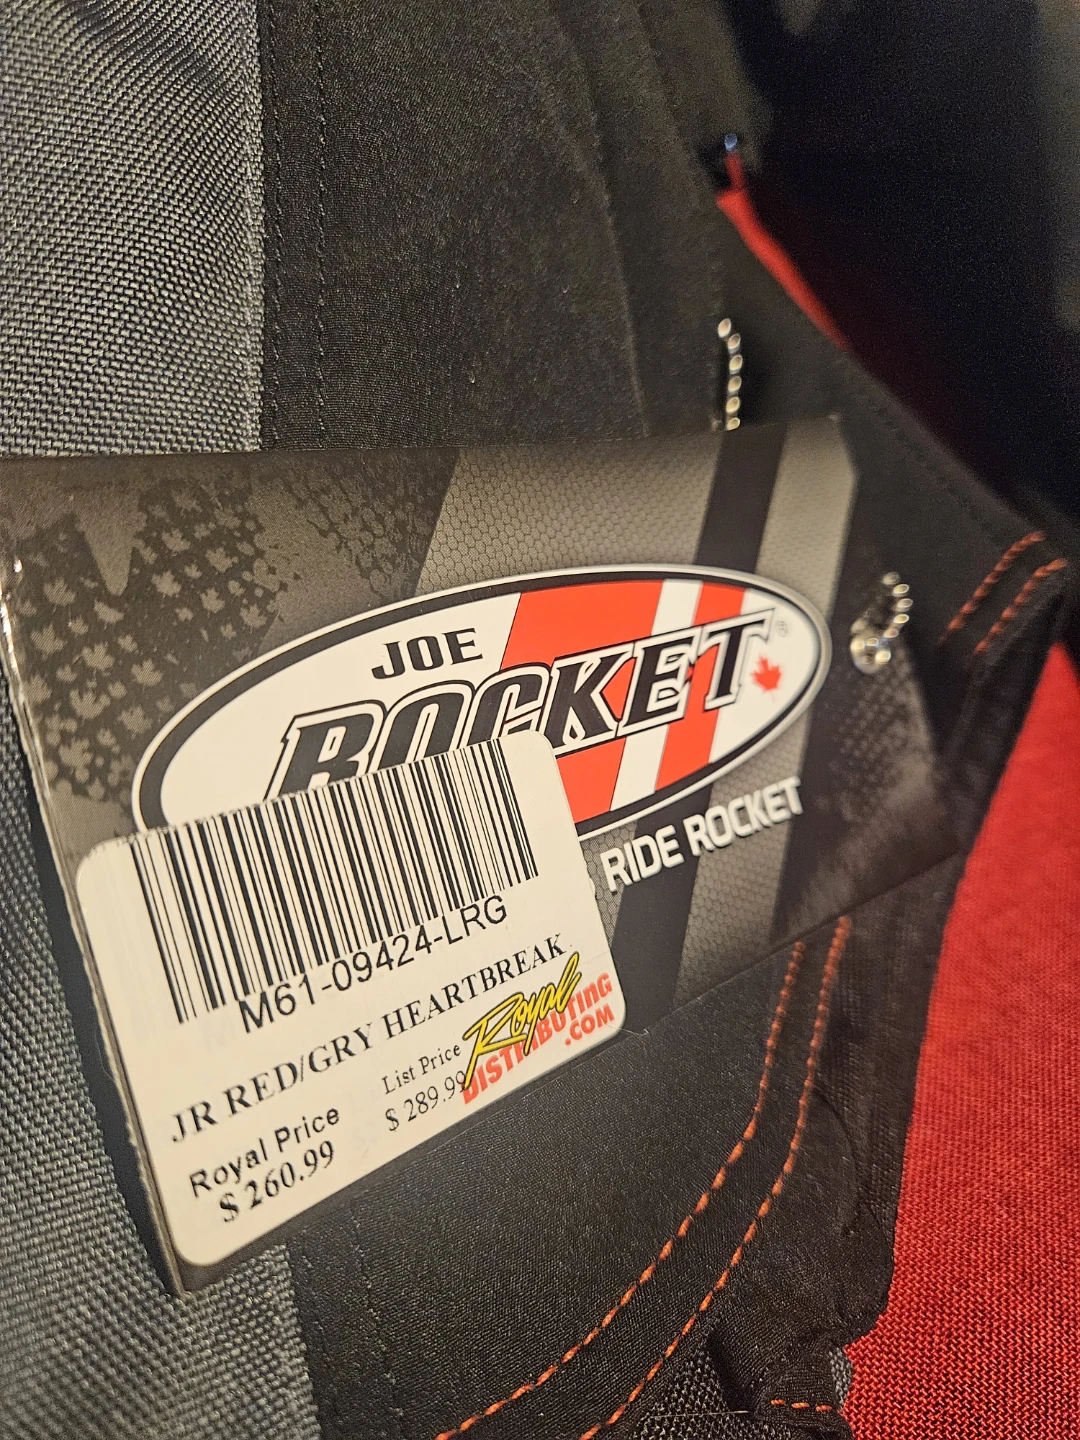 JOE
ROCKET®
RIDE ROCKET
M61-09424-LRG
JR RED/GRY HEARTBREAK
Royal Price
$ 260.99
List Price
$ 289.99
Royal
DISTRIBUTING
.COM